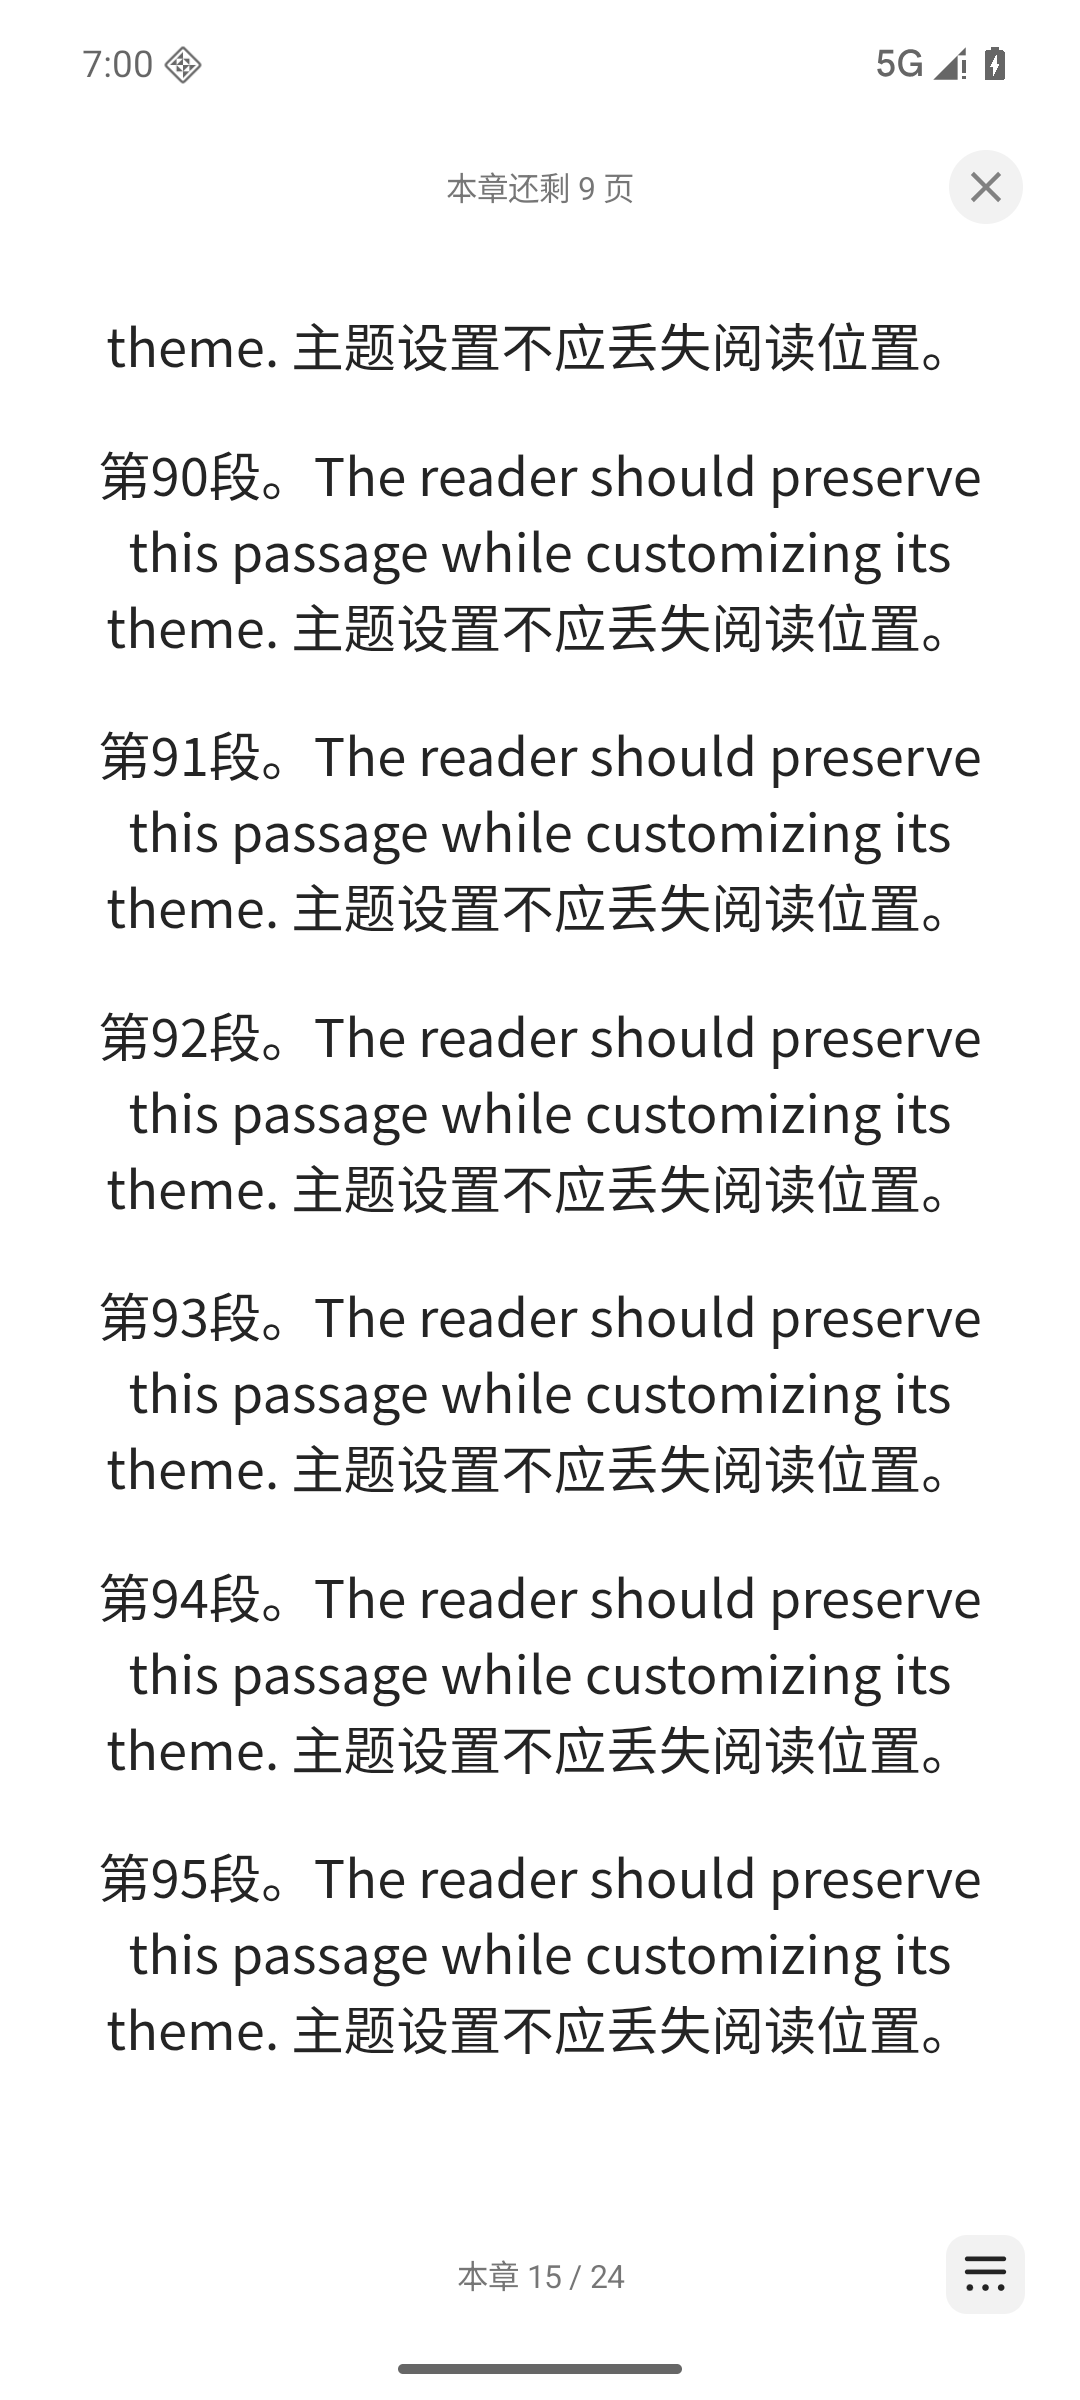 7:00
5G
本章还剩 9 页
theme. 主题设置不应丢失阅读位置。
第90段。The reader should preserve
this passage while customizing its
theme. 主题设置不应丢失阅读位置。
第91段。The reader should preserve
this passage while customizing its
theme. 主题设置不应丢失阅读位置。
第92段。The reader should preserve
this passage while customizing its
theme. 主题设置不应丢失阅读位置。
第93段。The reader should preserve
this passage while customizing its
theme. 主题设置不应丢失阅读位置。
第94段。The reader should preserve
this passage while customizing its
theme. 主题设置不应丢失阅读位置。
第95段。The reader should preserve
this passage while customizing its
theme. 主题设置不应丢失阅读位置。
本章 15 / 24